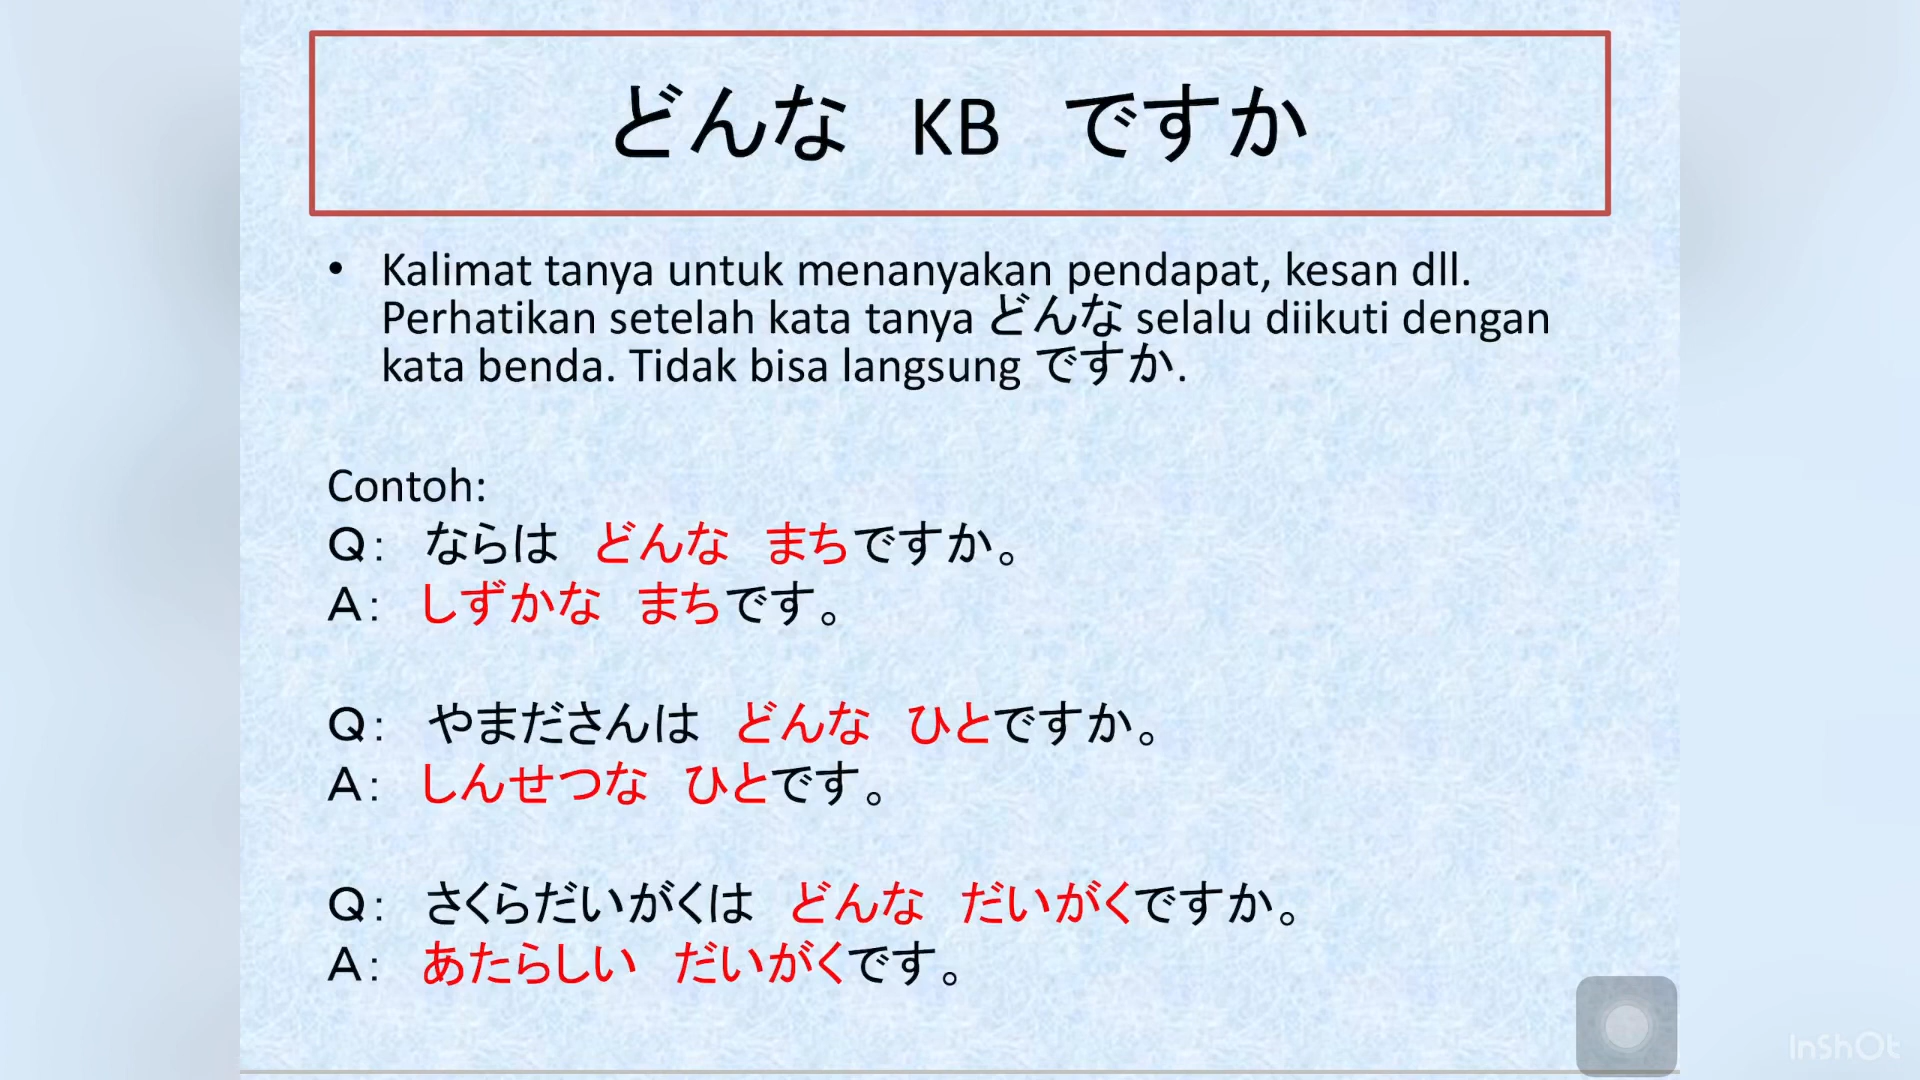 どんな　KB　ですか
• Kalimat tanya untuk menanyakan pendapat, kesan dll.
Perhatikan setelah kata tanya どんな selalu diikuti dengan
kata benda. Tidak bisa langsung ですか.
Contoh:
Q：　ならは　どんな　まちですか。
A：　しずかな　まちです。
Q：　やまださんは　どんな　ひとですか。
A：　しんせつな　ひとです。
Q：　さくらだいがくは　どんな　だいがくですか。
A：　あたらしい　だいがくです。
InShOt